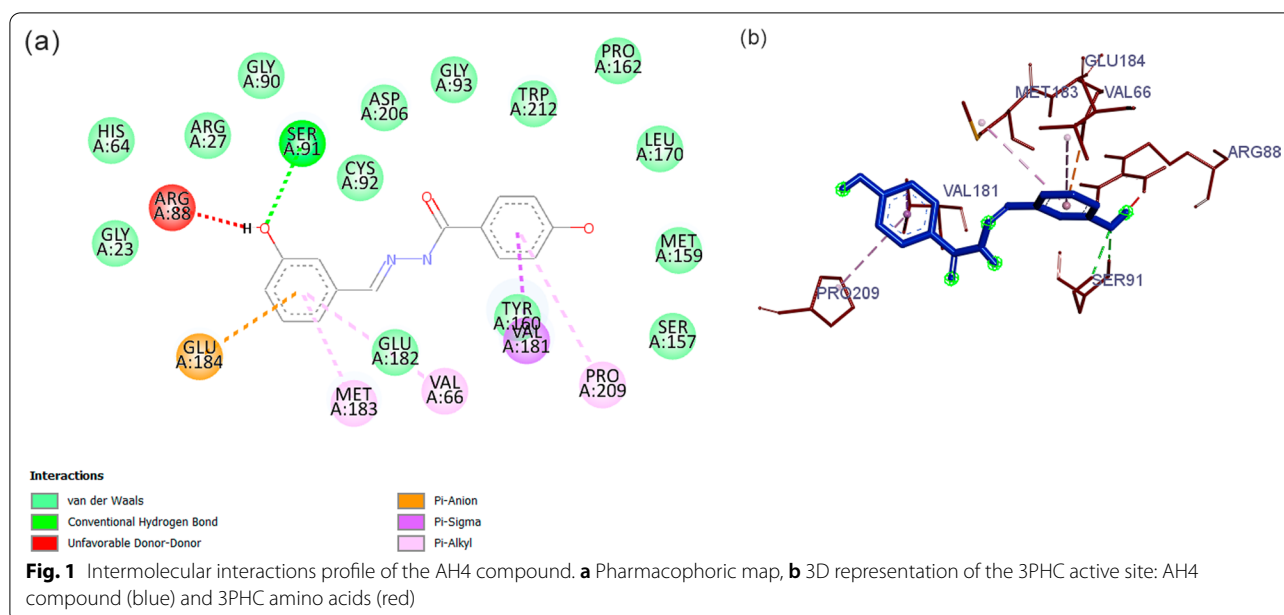 (a)
GLY
A:90
GLY
A:93
PRO
A:162
ASP
A:206
TRP
A:212
HIS
A:64
ARG
A:27
SER
A:91
LEU
A:170
CYS
A:92
ARG
A:88
H
O
O
GLY
A:23
N
N
O
MET
A:159
TYR
A:160
VAL
A:181
SER
A:157
GLU
A:184
GLU
A:182
MET
A:183
VAL
A:66
PRO
A:209
Interactions
van der Waals
Conventional Hydrogen Bond
Unfavorable Donor-Donor
Pi-Anion
Pi-Sigma
Pi-Alkyl
(b)
GLU184
MET183
VAL66
ARG88
VAL181
SER91
PRO209
Fig. 1 Intermolecular interactions profile of the AH4 compound. a Pharmacophoric map, b 3D representation of the 3PHC active site: AH4
compound (blue) and 3PHC amino acids (red)